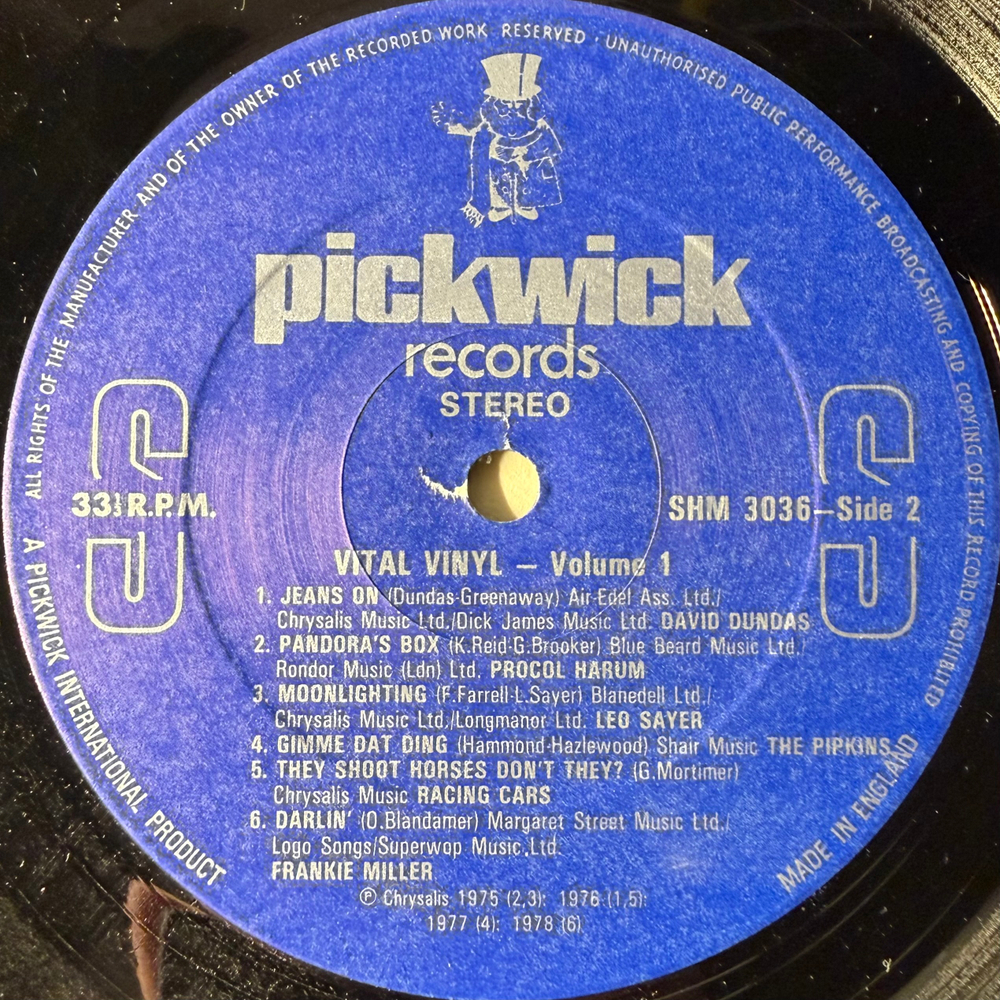 ALL RIGHTS OF THE MANUFACTURER AND OF THE OWNER OF THE RECORDED WORK RESERVED · UNAUTHORISED PUBLIC PERFORMANCE BROADCASTING AND COPYING OF THIS RECORD PROHIBITED
pickwick
records
STEREO
33⅓ R.P.M.
SHM 3036–Side 2
VITAL VINYL – Volume 1
1. JEANS ON (Dundas-Greenaway) Air-Edel Ass. Ltd./
Chrysalis Music Ltd./Dick James Music Ltd. DAVID DUNDAS
2. PANDORA'S BOX (K.Reid-G.Brooker) Blue Beard Music Ltd./
Rondor Music (Ldn) Ltd. PROCOL HARUM
3. MOONLIGHTING (F.Farrell-L.Sayer) Blanedell Ltd./
Chrysalis Music Ltd./Longmanor Ltd. LEO SAYER
4. GIMME DAT DING (Hammond-Hazlewood) Shair Music THE PIPKINS
5. THEY SHOOT HORSES DON'T THEY? (G.Mortimer)
Chrysalis Music RACING CARS
6. DARLIN' (O.Blandamer) Margaret Street Music Ltd./
Logo Songs/Superwop Music.Ltd.
FRANKIE MILLER
Ⓟ Chrysalis 1975 (2,3): 1976 (1,5):
1977 (4): 1978 (6)
A PICKWICK INTERNATIONAL PRODUCT
MADE IN ENGLAND